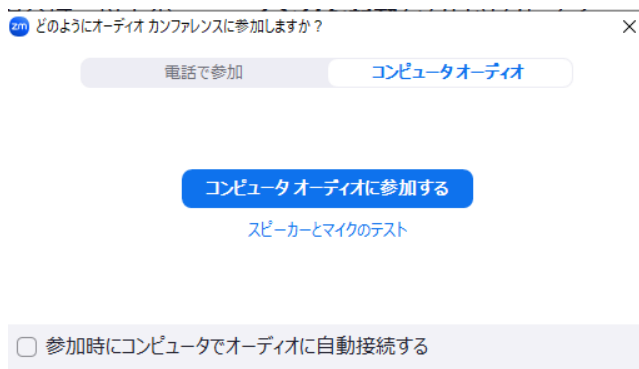 zm どのようにオーディオ カンファレンスに参加しますか？
電話で参加 コンピュータ オーディオ
コンピュータ オーディオに参加する
スピーカーとマイクのテスト
参加時にコンピュータでオーディオに自動接続する